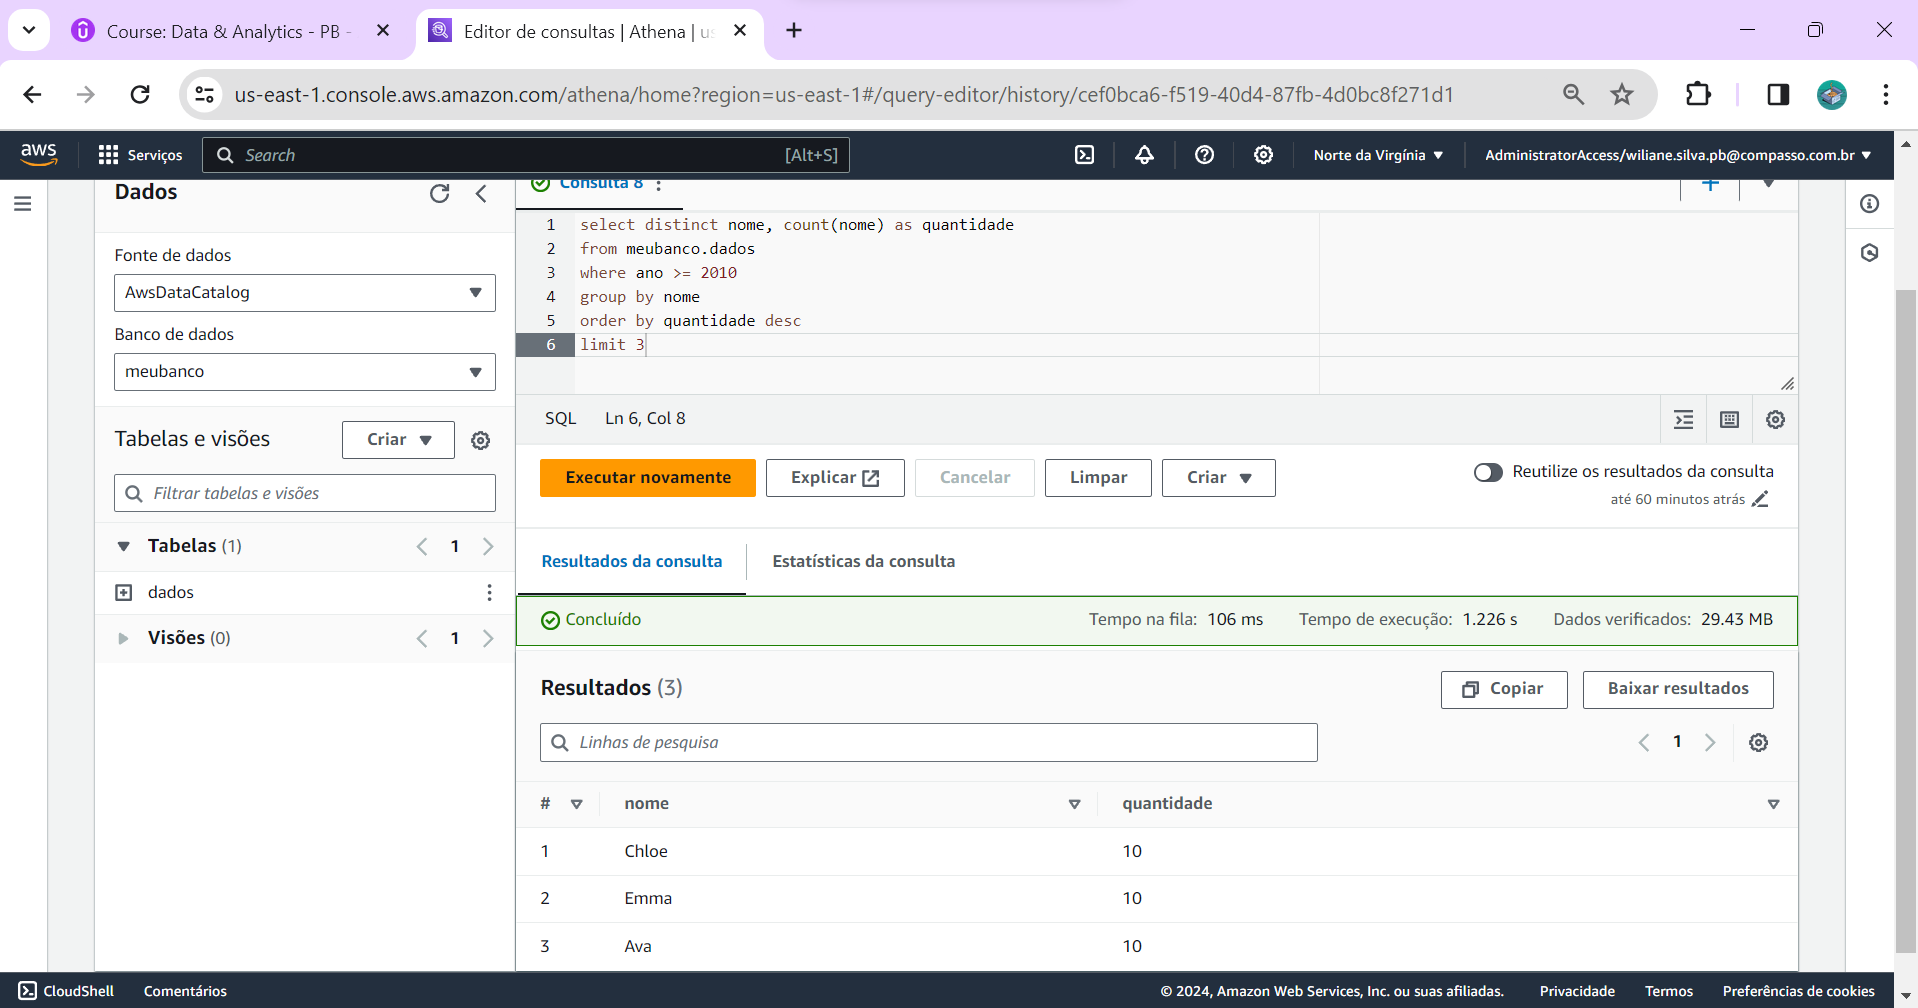 Course: Data & Analytics - PB -
Editor de consultas | Athena | us
us-east-1.console.aws.amazon.com/athena/home?region=us-east-1#/query-editor/history/cef0bca6-f519-40d4-87fb-4d0bc8f271d1
aws
Serviços
Search
[Alt+S]
Norte da Virgínia
AdministratorAccess/wiliane.silva.pb@compasso.com.br
Dados
Fonte de dados
AwsDataCatalog
Banco de dados
meubanco
Tabelas e visões
Criar
Filtrar tabelas e visões
Tabelas (1)
1
dados
Visões (0)
1
Consulta 8
1 select distinct nome, count(nome) as quantidade
2 from meubanco.dados
3 where ano >= 2010
4 group by nome
5 order by quantidade desc
6 limit 3
SQL
Ln 6, Col 8
Executar novamente
Explicar
Cancelar
Limpar
Criar
Reutilize os resultados da consulta
até 60 minutos atrás
Resultados da consulta
Estatísticas da consulta
Concluído
Tempo na fila: 106 ms
Tempo de execução: 1.226 s
Dados verificados: 29.43 MB
Resultados (3)
Copiar
Baixar resultados
Linhas de pesquisa
1
# nome quantidade
1 Chloe 10
2 Emma 10
3 Ava 10
CloudShell
Comentários
© 2024, Amazon Web Services, Inc. ou suas afiliadas.
Privacidade
Termos
Preferências de cookies